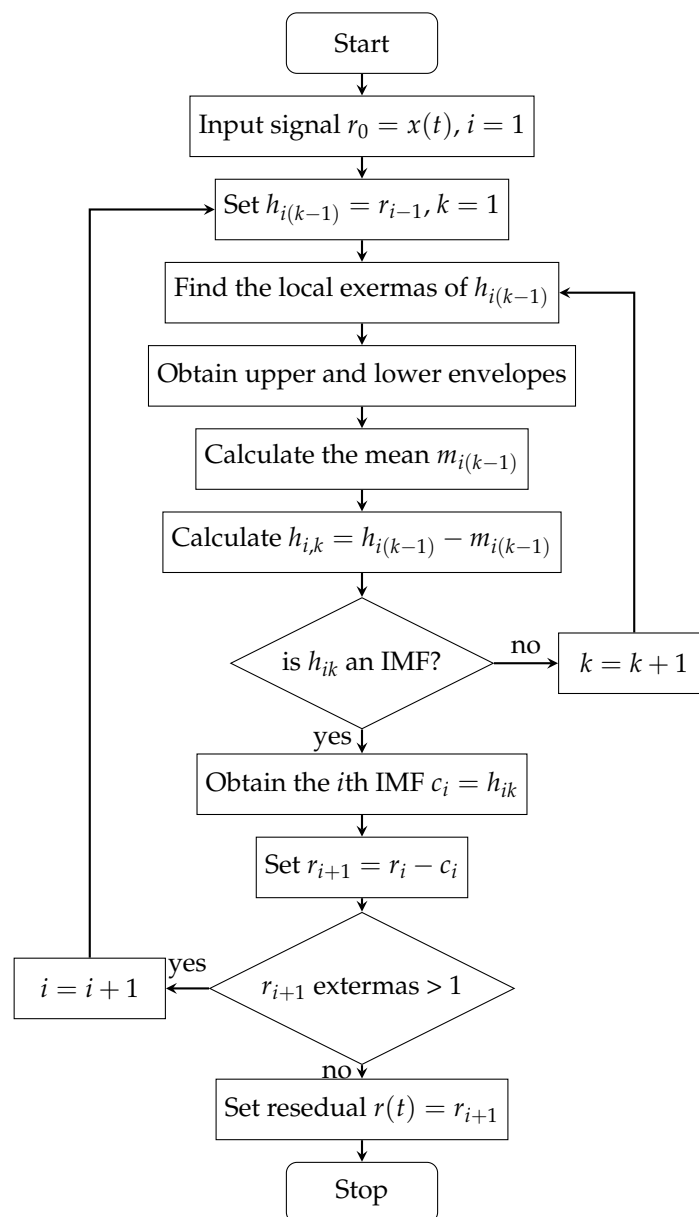 Start
Input signal r_0 = x(t), i = 1
Set h_{i(k−1)} = r_{i−1}, k = 1
Find the local exermas of h_{i(k−1)}
Obtain upper and lower envelopes
Calculate the mean m_{i(k−1)}
Calculate h_{i,k} = h_{i(k−1)} − m_{i(k−1)}
is h_{ik} an IMF?
no
k = k + 1
yes
Obtain the ith IMF c_i = h_{ik}
Set r_{i+1} = r_i − c_i
r_{i+1} extermas > 1
yes
i = i + 1
no
Set resedual r(t) = r_{i+1}
Stop